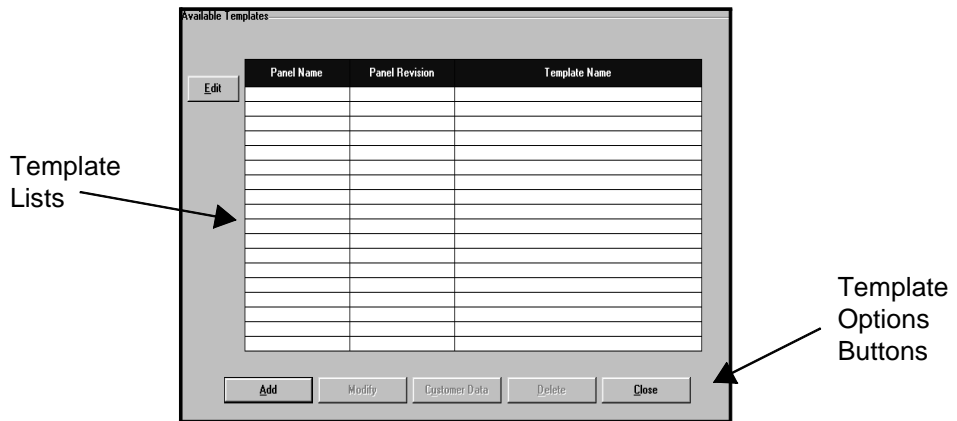 Available Templates
Panel Name Panel Revision Template Name
Edit
Template
Lists
Template
Options
Buttons
Add Modify Customer Data Delete Close